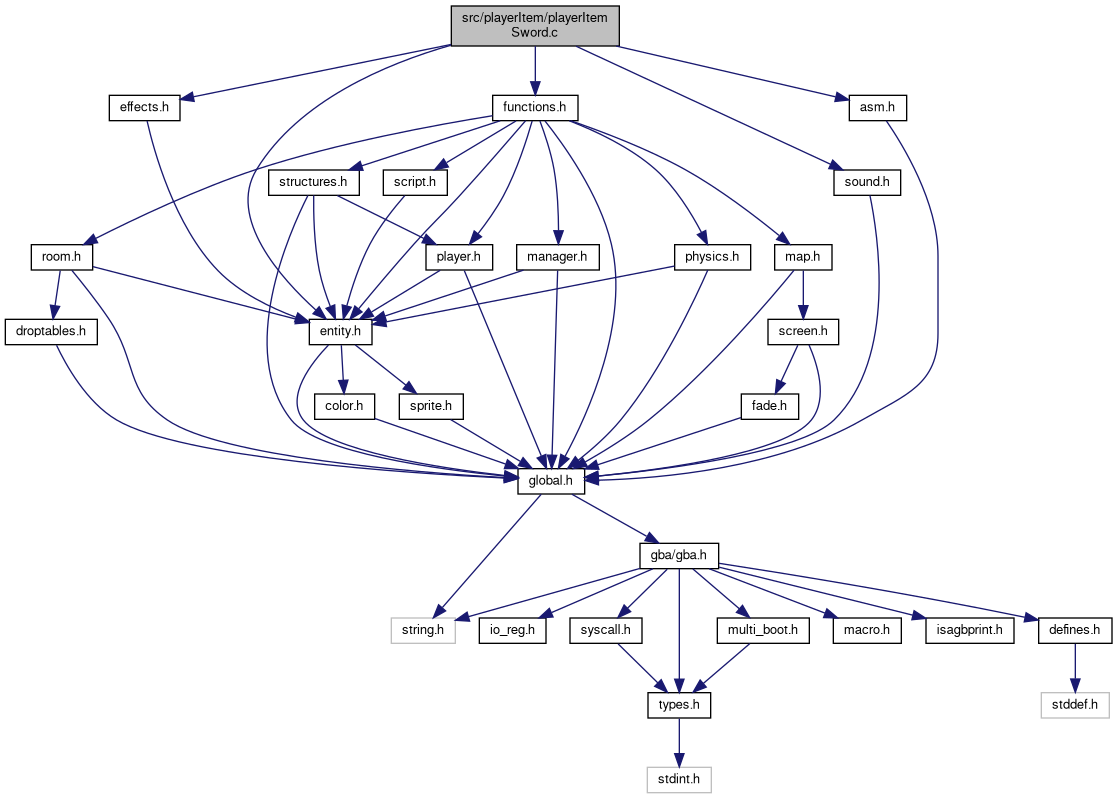 src/playerItem/playerItem
Sword.c
effects.h
functions.h
asm.h
structures.h
script.h
sound.h
room.h
player.h
manager.h
physics.h
map.h
droptables.h
entity.h
screen.h
color.h
sprite.h
fade.h
global.h
gba/gba.h
string.h
io_reg.h
syscall.h
multi_boot.h
macro.h
isagbprint.h
defines.h
types.h
stddef.h
stdint.h